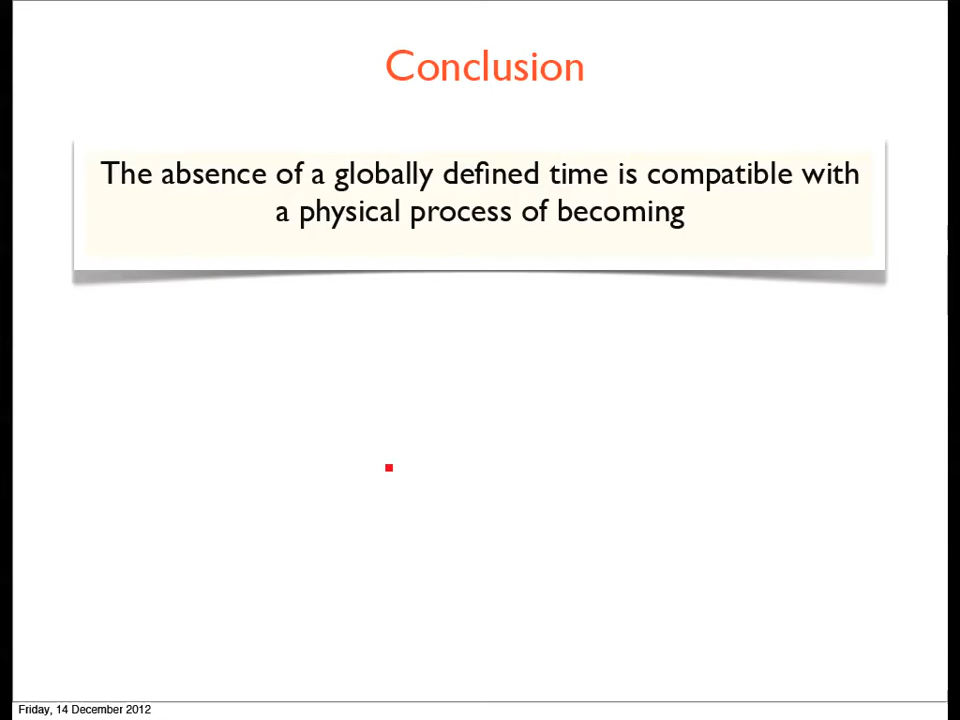 Conclusion
The absence of a globally defined time is compatible with
a physical process of becoming
Friday, 14 December 2012